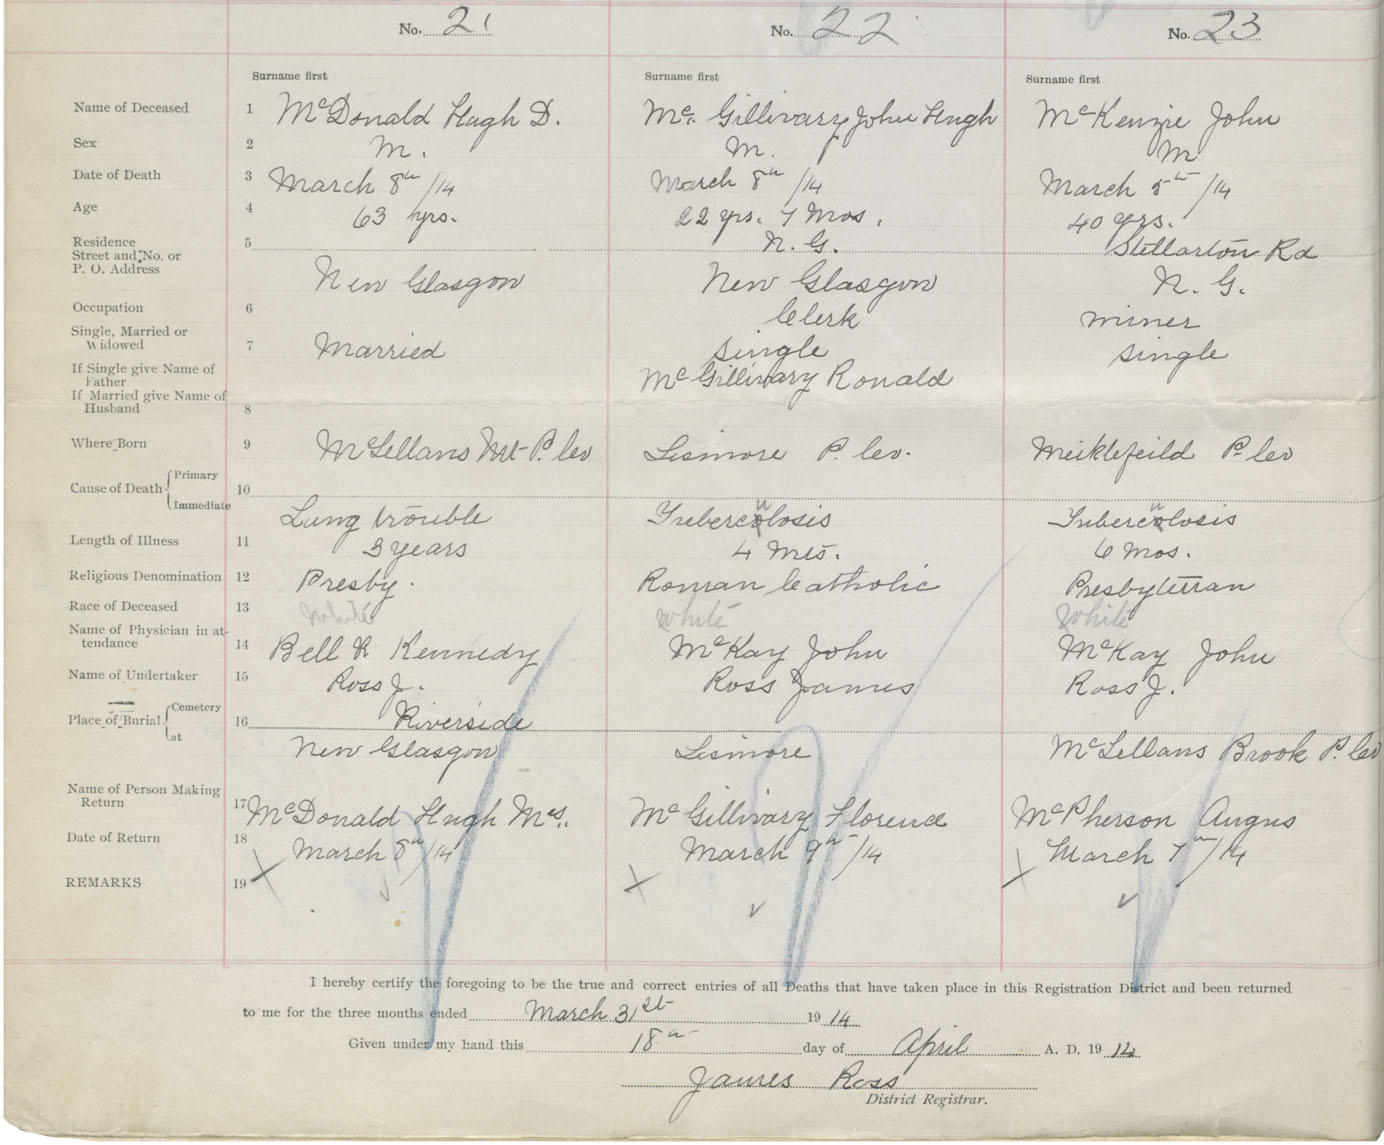 No. 21 No. 22 No. 23
Surname first Surname first Surname first
Name of Deceased 1 McDonald Hugh D. Mc. Gillivary John Hugh McKenzie John
Sex 2 M. M. M
Date of Death 3 March 8th/14 March 8th/14 March 5th/14
Age 4 63 yrs. 22 yrs. 7 Mos. 40 yrs.
Residence 5 N. G. Stellarton Rd
Street and No. or
P. O. Address New Glasgow New Glasgow N. G.
Occupation 6 Clerk miner
Single, Married or
Widowed 7 Married single single
If Single give Name of
Father McGillivary Ronald
If Married give Name of
Husband 8
Where Born 9 McLellans Mt P. Co Lismore P. Co. Meiklefeild P. Co
Cause of Death Primary
10
Immediate Lung trouble Tuberculosis Tuberculosis
Length of Illness 11 3 years 4 mos. 6 mos.
Religious Denomination 12 Presby. Roman Catholic Presbyterian
Race of Deceased 13 White White White
Name of Physician in at-
tendance 14 Bell R Kennedy McKay John McKay John
Name of Undertaker 15 Ross J. Ross James Ross J.
Place of Burial Cemetery 16 Riverside
at New Glasgow Lismore McLellans Brook P. Co
Name of Person Making
Return 17 McDonald Hugh Mrs. McGillivary Florence McPherson Angus
Date of Return 18 March 8th/14 March 9th/14 March 7th/14
REMARKS 19
I hereby certify the foregoing to be the true and correct entries of all Deaths that have taken place in this Registration District and been returned
to me for the three months ended March 31st 1914
Given under my hand this 18th day of April A. D. 1914
James Ross
District Registrar.